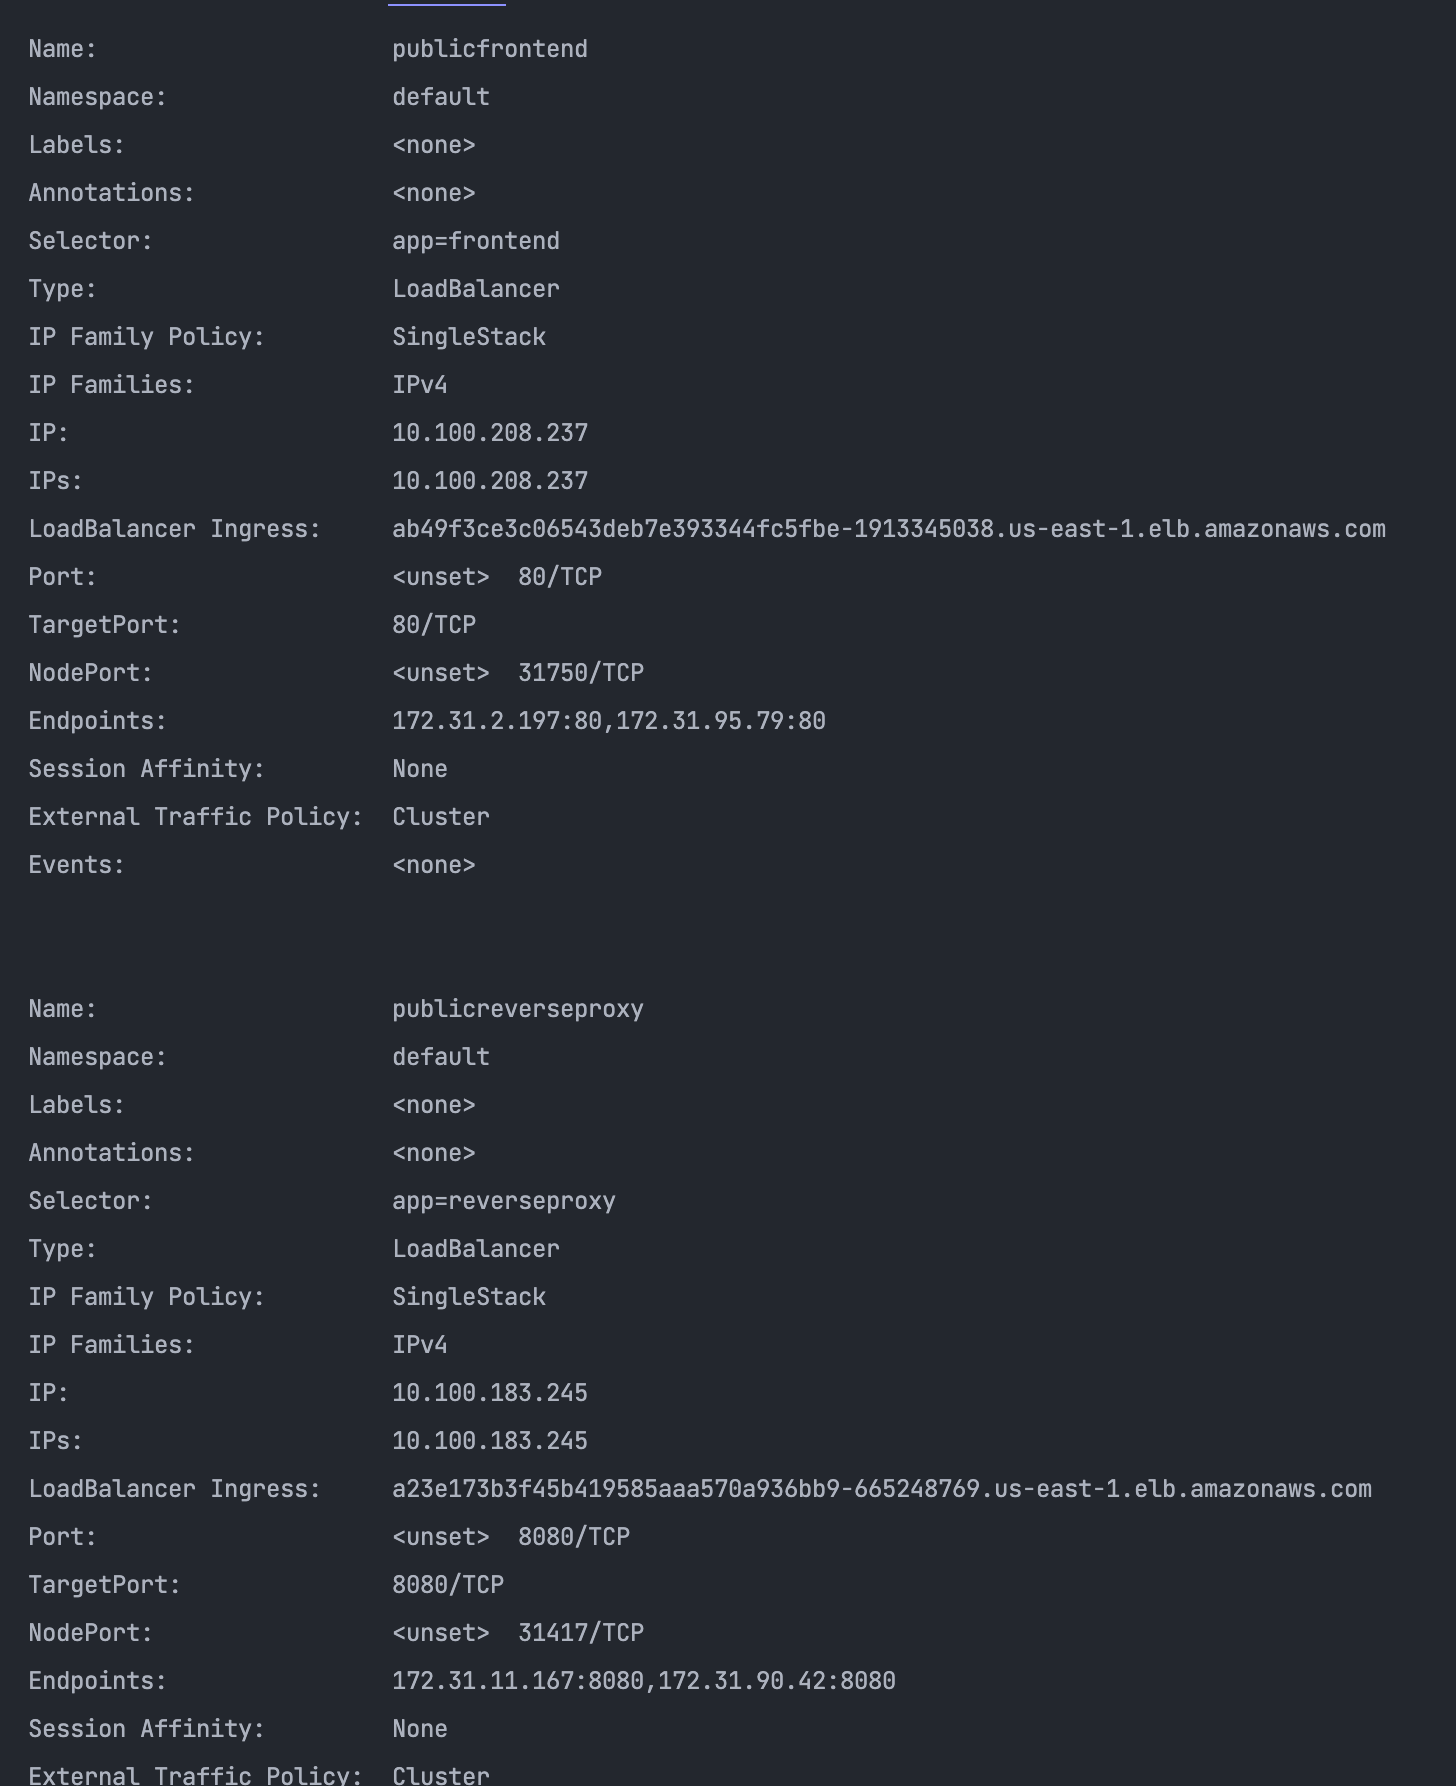 Name: publicfrontend
Namespace: default
Labels: <none>
Annotations: <none>
Selector: app=frontend
Type: LoadBalancer
IP Family Policy: SingleStack
IP Families: IPv4
IP: 10.100.208.237
IPs: 10.100.208.237
LoadBalancer Ingress: ab49f3ce3c06543deb7e393344fc5fbe-1913345038.us-east-1.elb.amazonaws.com
Port: <unset> 80/TCP
TargetPort: 80/TCP
NodePort: <unset> 31750/TCP
Endpoints: 172.31.2.197:80,172.31.95.79:80
Session Affinity: None
External Traffic Policy: Cluster
Events: <none>
Name: publicreverseproxy
Namespace: default
Labels: <none>
Annotations: <none>
Selector: app=reverseproxy
Type: LoadBalancer
IP Family Policy: SingleStack
IP Families: IPv4
IP: 10.100.183.245
IPs: 10.100.183.245
LoadBalancer Ingress: a23e173b3f45b419585aaa570a936bb9-665248769.us-east-1.elb.amazonaws.com
Port: <unset> 8080/TCP
TargetPort: 8080/TCP
NodePort: <unset> 31417/TCP
Endpoints: 172.31.11.167:8080,172.31.90.42:8080
Session Affinity: None
External Traffic Policy: Cluster